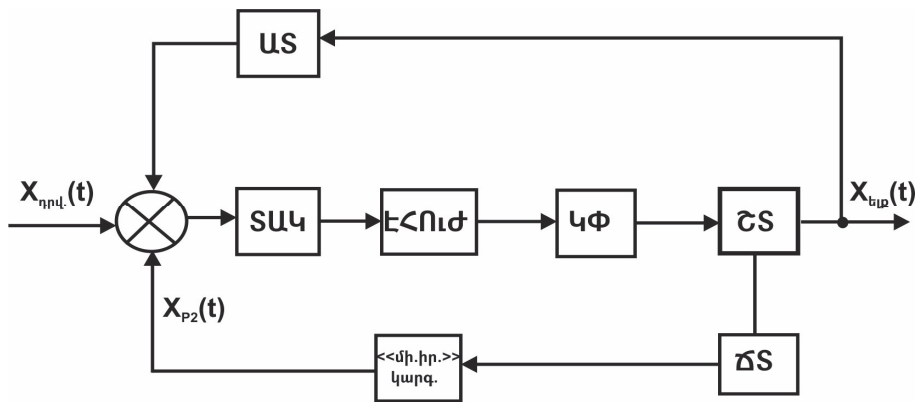 ԱՏ
Xդրվ.(t)
ՏԱԿ
ԷՀՈւԺ
ԿՓ
ՇՏ
Xելք(t)
XP2(t)
<<մի.իր.>>
կարգ.
ՃՏ